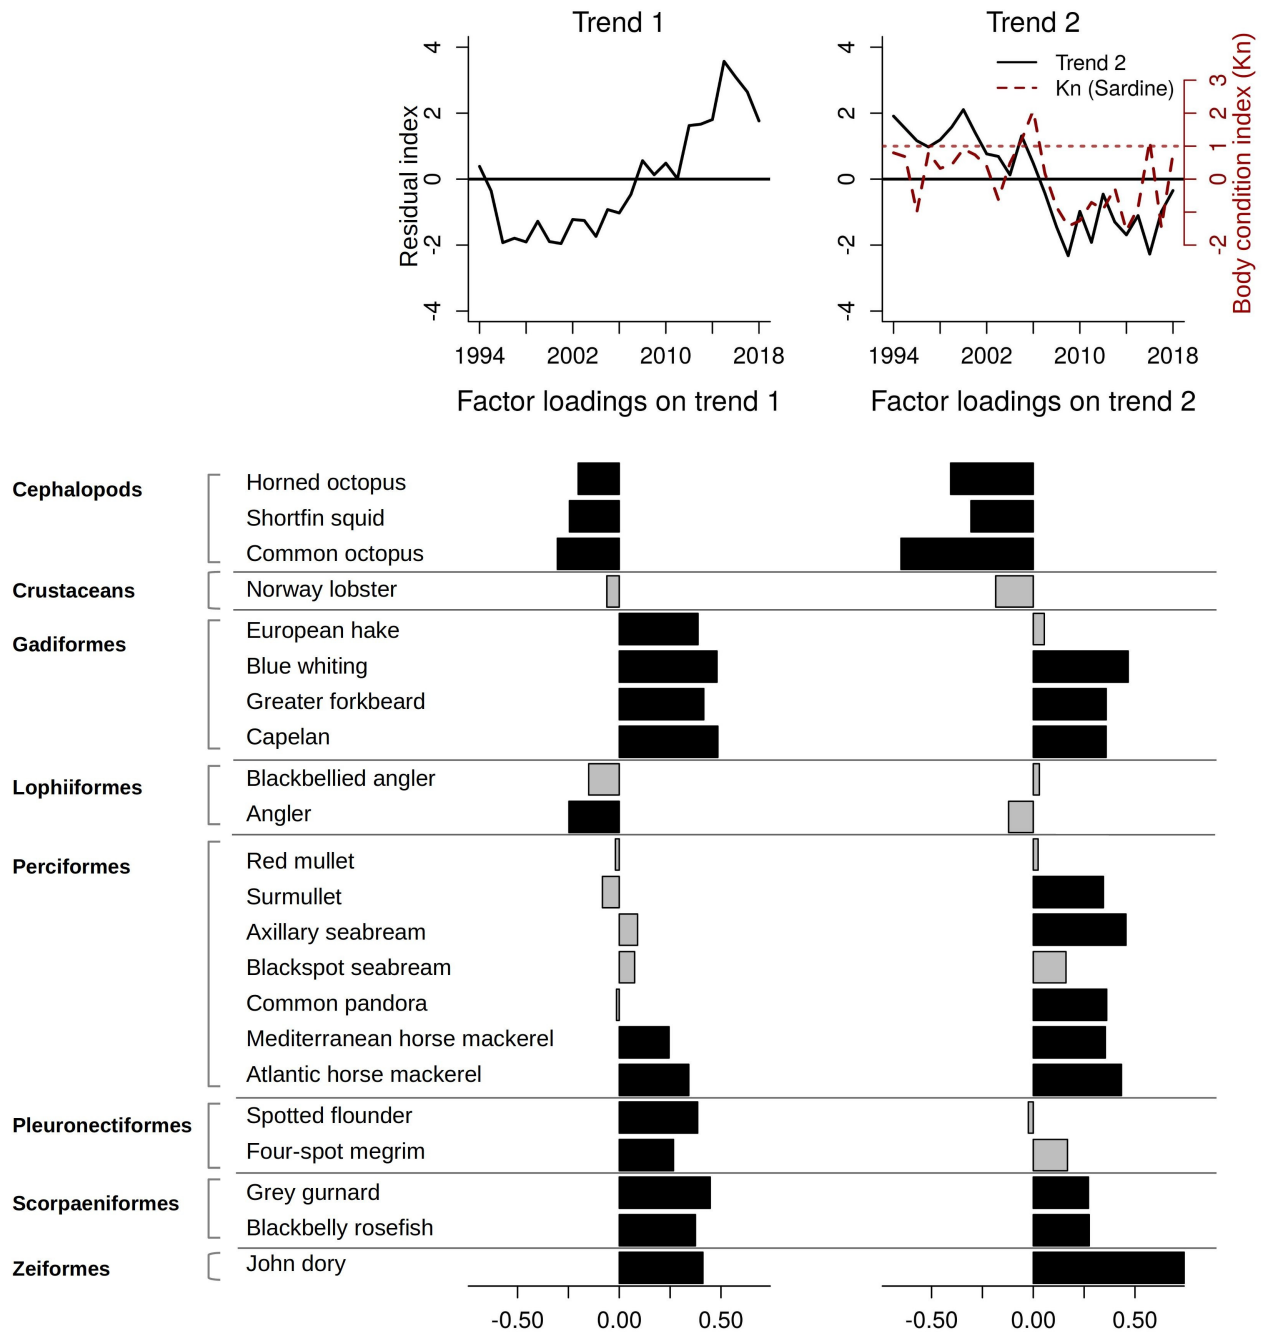 Trend 1
Trend 2
4
2
0
-2
-4
Residual index
1994
2002
2010
2018
4
2
0
-2
-4
Trend 2
Kn (Sardine)
3
2
1
0
-2
Body condition index (Kn)
1994
2002
2010
2018
Factor loadings on trend 1
Factor loadings on trend 2
Cephalopods
Horned octopus
Shortfin squid
Common octopus
Crustaceans
Norway lobster
Gadiformes
European hake
Blue whiting
Greater forkbeard
Capelan
Lophiiformes
Blackbellied angler
Angler
Perciformes
Red mullet
Surmullet
Axillary seabream
Blackspot seabream
Common pandora
Mediterranean horse mackerel
Atlantic horse mackerel
Pleuronectiformes
Spotted flounder
Four-spot megrim
Scorpaeniformes
Grey gurnard
Blackbelly rosefish
Zeiformes
John dory
-0.50
0.00
0.50
-0.50
0.00
0.50